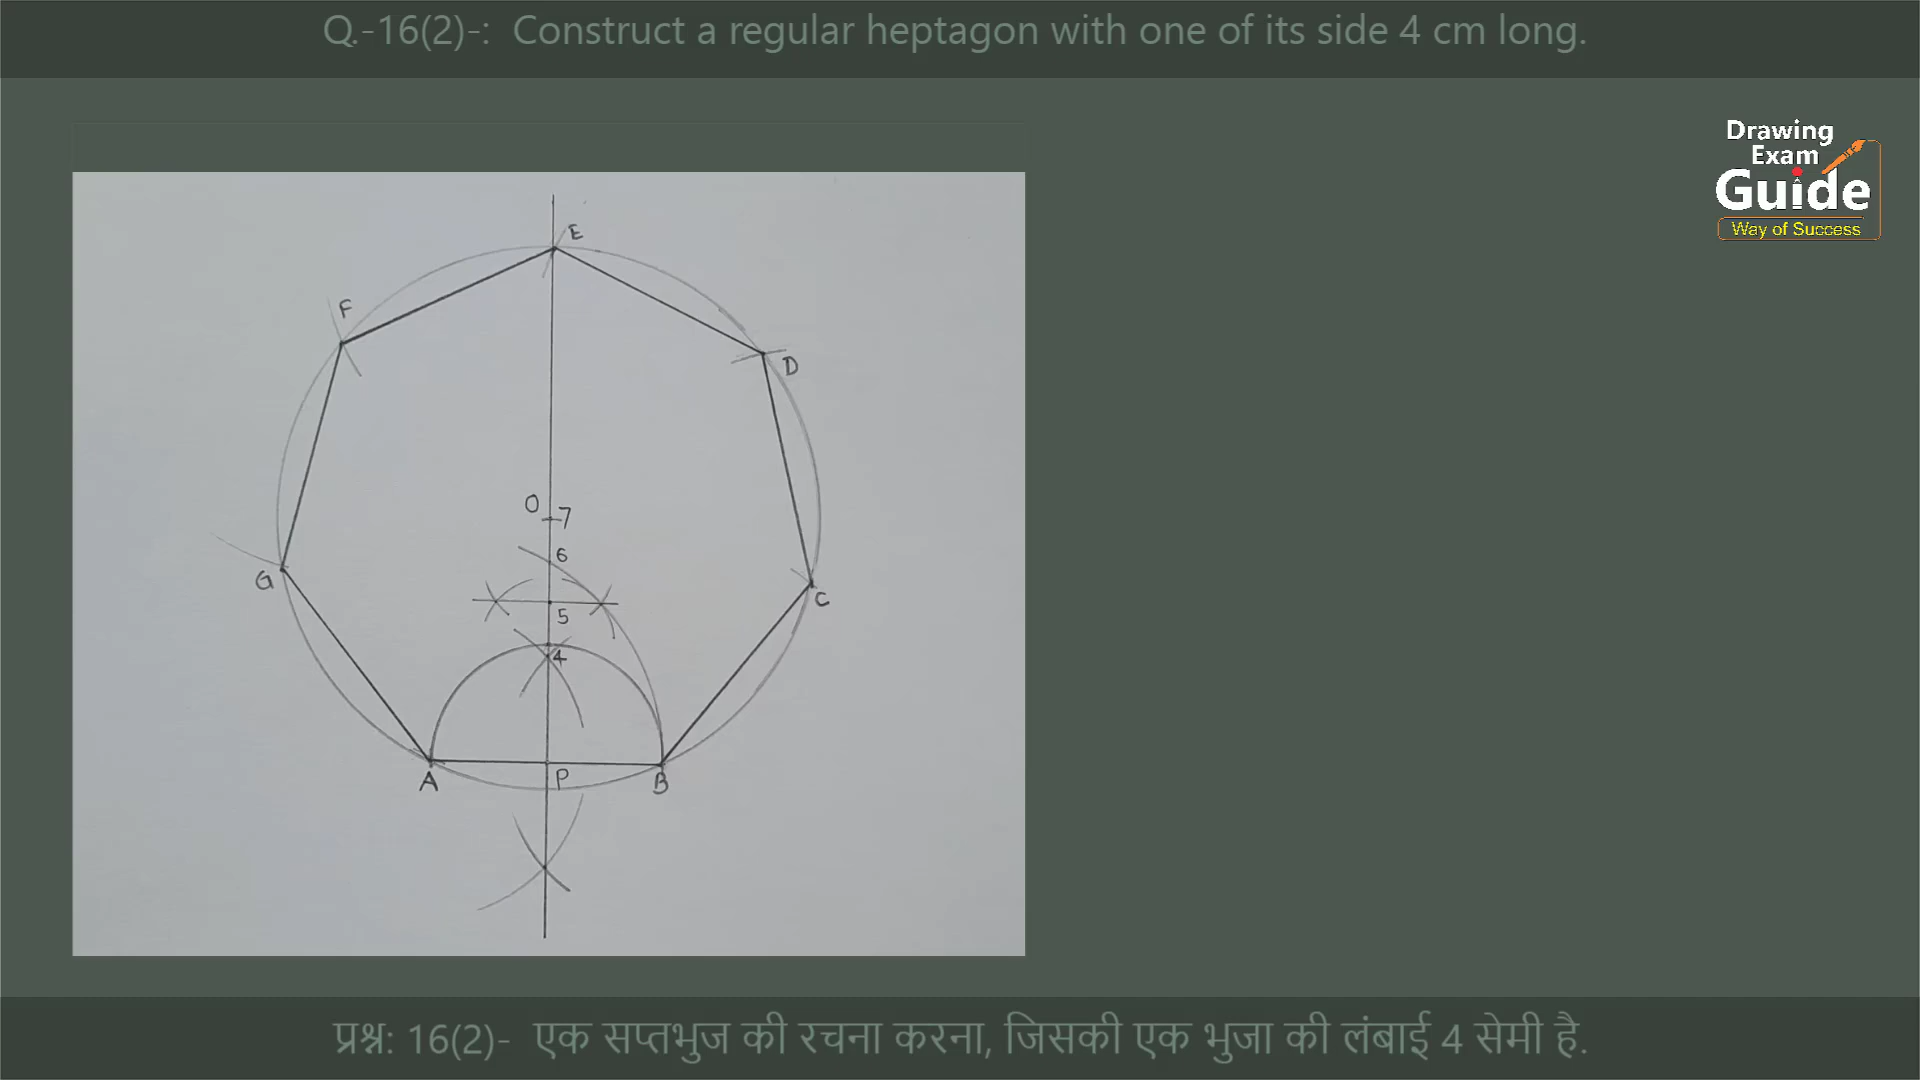 Q.-16(2)-: Construct a regular heptagon with one of its side 4 cm long.
Drawing
Exam
Guide
Way of Success
E
F
D
O
7
6
G
5
C
4
A
P
B
प्रश्न: 16(2)- एक सप्तभुज की रचना करना, जिसकी एक भुजा की लंबाई 4 सेमी है.